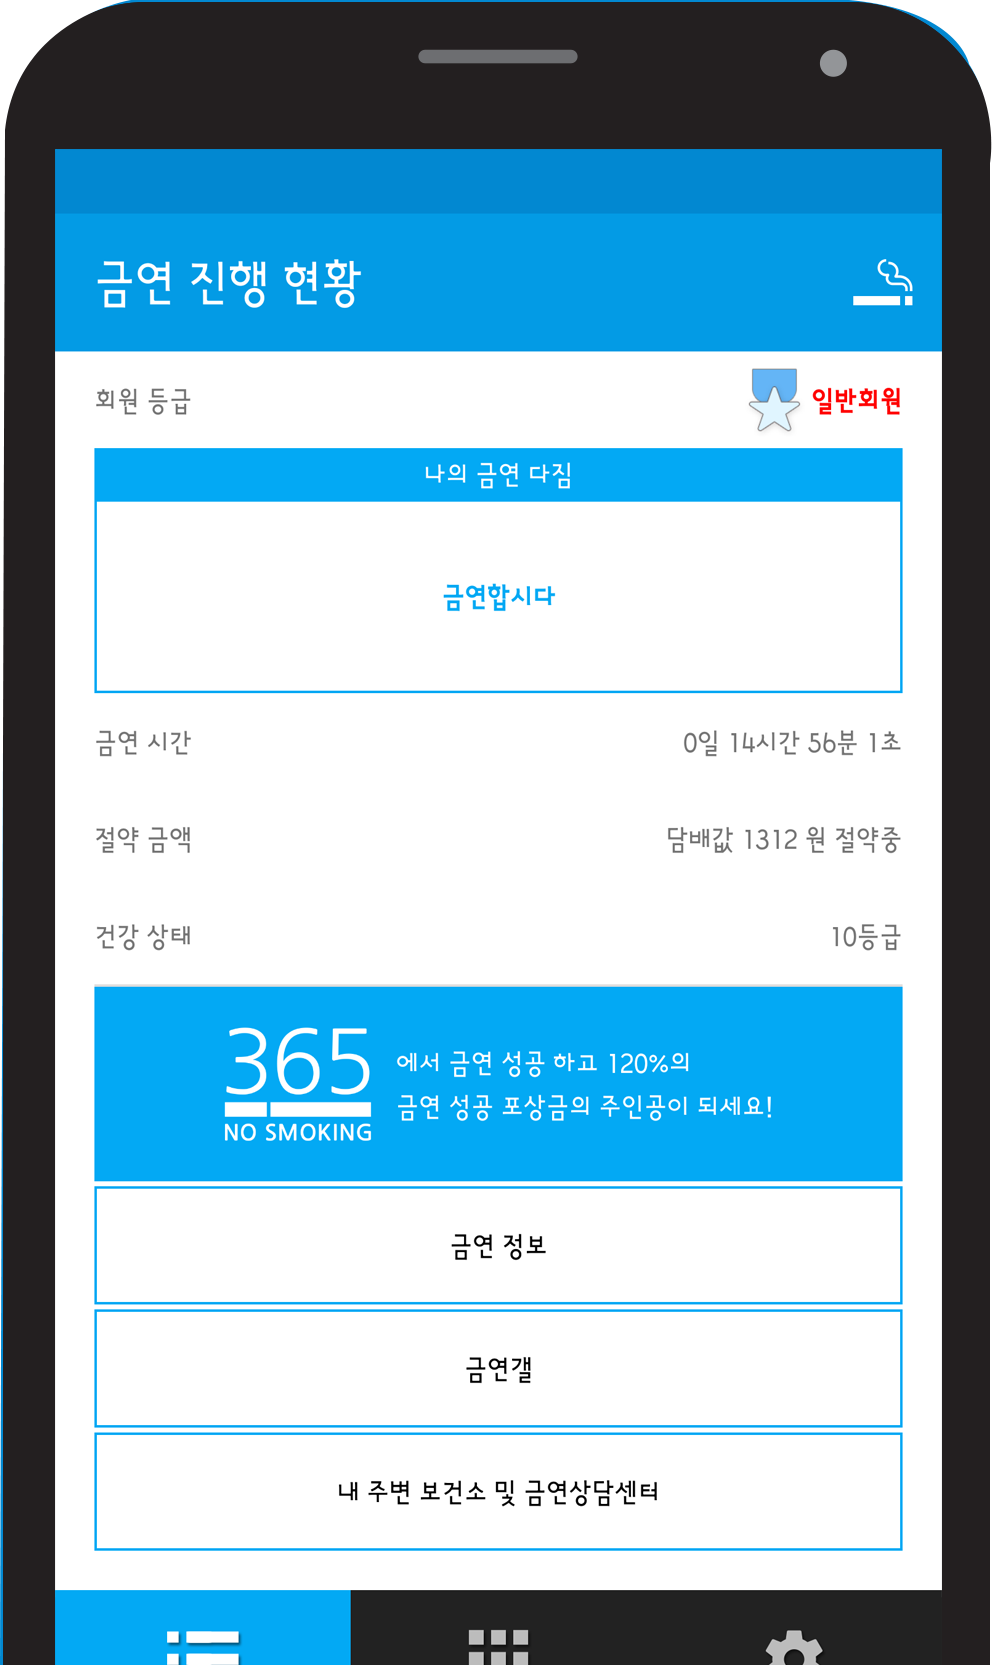 금연 진행 현황
회원 등급 일반회원
나의 금연 다짐
금연합시다
금연 시간 0일 14시간 56분 1초
절약 금액 담배값 1312 원 절약중
건강 상태 10등급
365
NO SMOKING
에서 금연 성공 하고 120%의
금연 성공 포상금의 주인공이 되세요!
금연 정보
금연갤
내 주변 보건소 및 금연상담센터